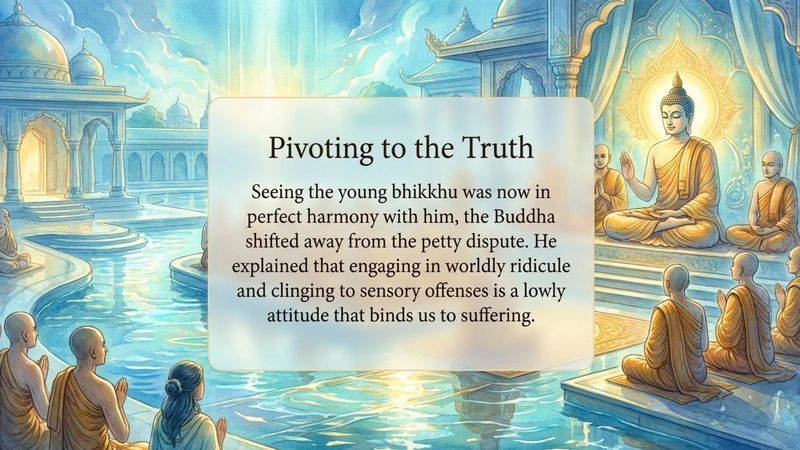 Pivoting to the Truth
Seeing the young bhikkhu was now in
perfect harmony with him, the Buddha
shifted away from the petty dispute. He
explained that engaging in worldly ridicule
and clinging to sensory offenses is a lowly
attitude that binds us to suffering.